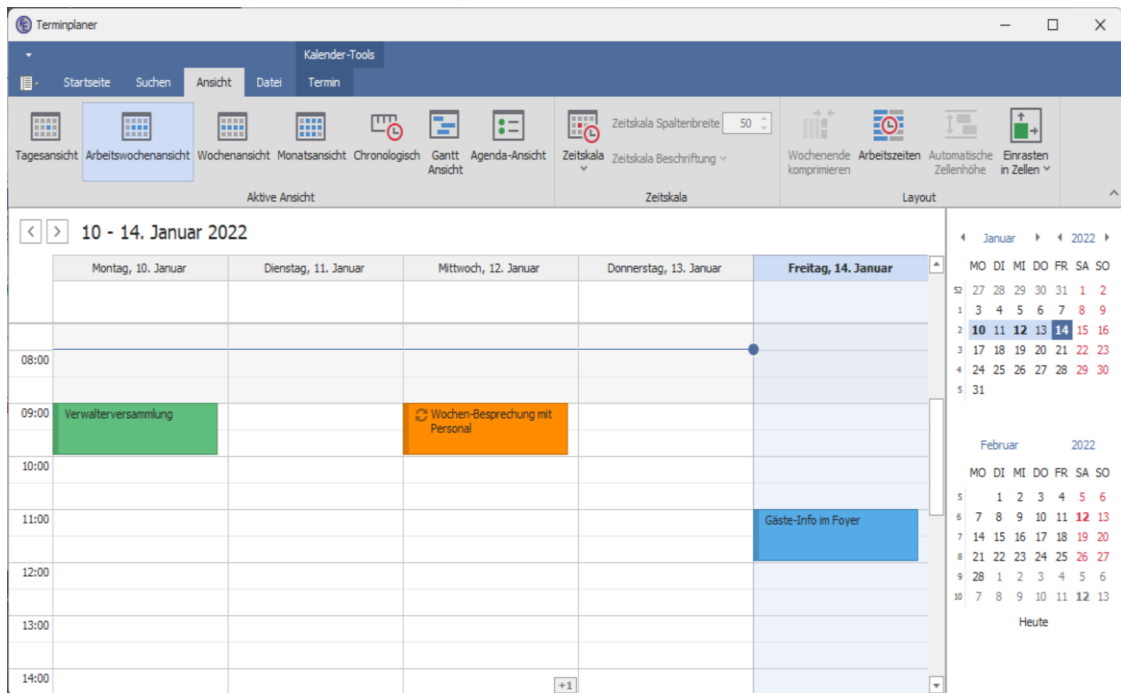 Terminplaner
Kalender-Tools
Startseite Suchen Ansicht Datei Termin
Tagesansicht Arbeitswochenansicht Wochenansicht Monatsansicht Chronologisch Gantt Ansicht Agenda-Ansicht
Aktive Ansicht
Zeitskala Zeitskala Spaltenbreite 50
Zeitskala Beschriftung
Zeitskala
Wochenende komprimieren Arbeitszeiten Automatische Zellenhöhe Einrasten in Zellen
Layout
10 - 14. Januar 2022
Montag, 10. Januar Dienstag, 11. Januar Mittwoch, 12. Januar Donnerstag, 13. Januar Freitag, 14. Januar
08:00
09:00 Verwalterversammlung Wochen-Besprechung mit
Personal
10:00
11:00 Gäste-Info im Foyer
12:00
13:00
14:00 +1
Januar 2022
MO DI MI DO FR SA SO
52 27 28 29 30 31 1 2
1 3 4 5 6 7 8 9
2 10 11 12 13 14 15 16
3 17 18 19 20 21 22 23
4 24 25 26 27 28 29 30
5 31
Februar 2022
MO DI MI DO FR SA SO
5 1 2 3 4 5 6
6 7 8 9 10 11 12 13
7 14 15 16 17 18 19 20
8 21 22 23 24 25 26 27
9 28 1 2 3 4 5 6
10 7 8 9 10 11 12 13
Heute